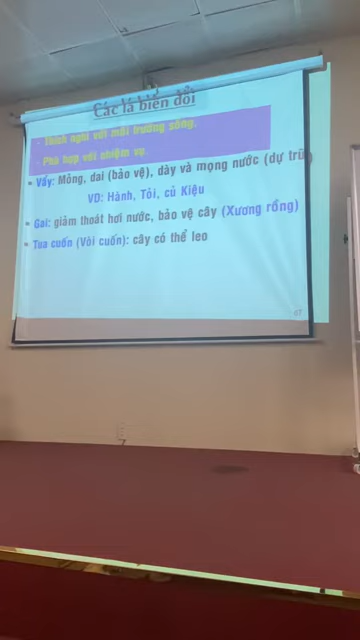 Các lá biến đổi
- Thích nghi với môi trường sống.
- Phù hợp với nhiệm vụ.
Vẩy: Mỏng, dai (bảo vệ), dày và mọng nước (dự trữ)
VD: Hành, Tỏi, củ Kiệu
Gai: giảm thoát hơi nước, bảo vệ cây (Xương rồng)
Tua cuốn (Vòi cuốn): cây có thể leo
47